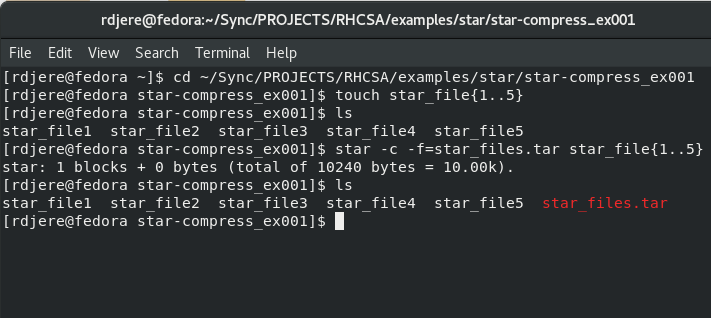 rdjere@fedora:~/Sync/PROJECTS/RHCSA/examples/star/star-compress_ex001
File Edit View Search Terminal Help
[rdjere@fedora ~]$ cd ~/Sync/PROJECTS/RHCSA/examples/star/star-compress_ex001
[rdjere@fedora star-compress_ex001]$ touch star_file{1..5}
[rdjere@fedora star-compress_ex001]$ ls
star_file1  star_file2  star_file3  star_file4  star_file5
[rdjere@fedora star-compress_ex001]$ star -c -f=star_files.tar star_file{1..5}
star: 1 blocks + 0 bytes (total of 10240 bytes = 10.00k).
[rdjere@fedora star-compress_ex001]$ ls
star_file1  star_file2  star_file3  star_file4  star_file5  star_files.tar
[rdjere@fedora star-compress_ex001]$